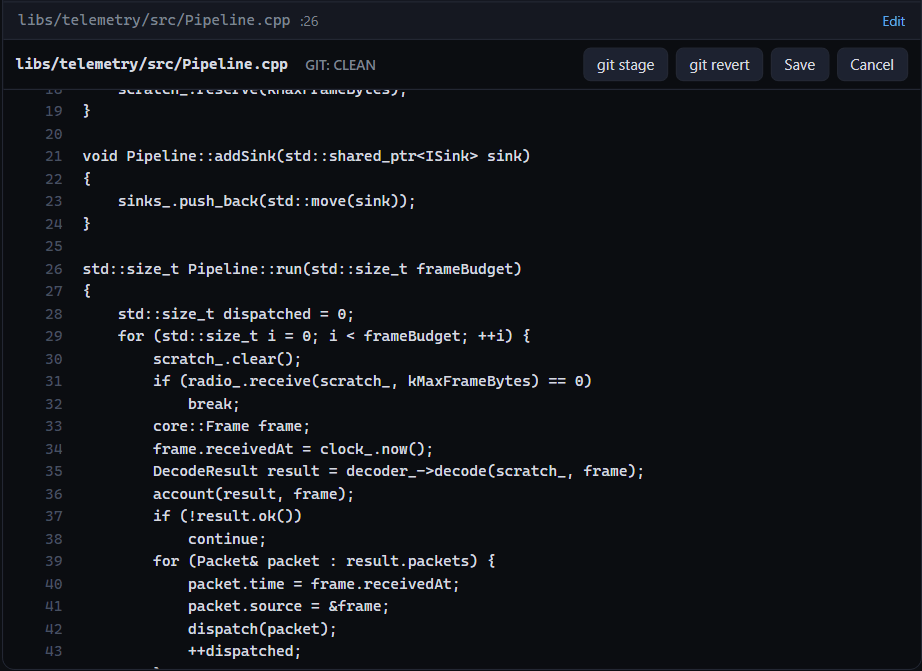 libs/telemetry/src/Pipeline.cpp :26 Edit
libs/telemetry/src/Pipeline.cpp GIT: CLEAN git stage git revert Save Cancel
18     scratch_.reserve(kMaxFrameBytes);
19 }
20
21 void Pipeline::addSink(std::shared_ptr<ISink> sink)
22 {
23     sinks_.push_back(std::move(sink));
24 }
25
26 std::size_t Pipeline::run(std::size_t frameBudget)
27 {
28     std::size_t dispatched = 0;
29     for (std::size_t i = 0; i < frameBudget; ++i) {
30         scratch_.clear();
31         if (radio_.receive(scratch_, kMaxFrameBytes) == 0)
32             break;
33         core::Frame frame;
34         frame.receivedAt = clock_.now();
35         DecodeResult result = decoder_->decode(scratch_, frame);
36         account(result, frame);
37         if (!result.ok())
38             continue;
39         for (Packet& packet : result.packets) {
40             packet.time = frame.receivedAt;
41             packet.source = &frame;
42             dispatch(packet);
43             ++dispatched;